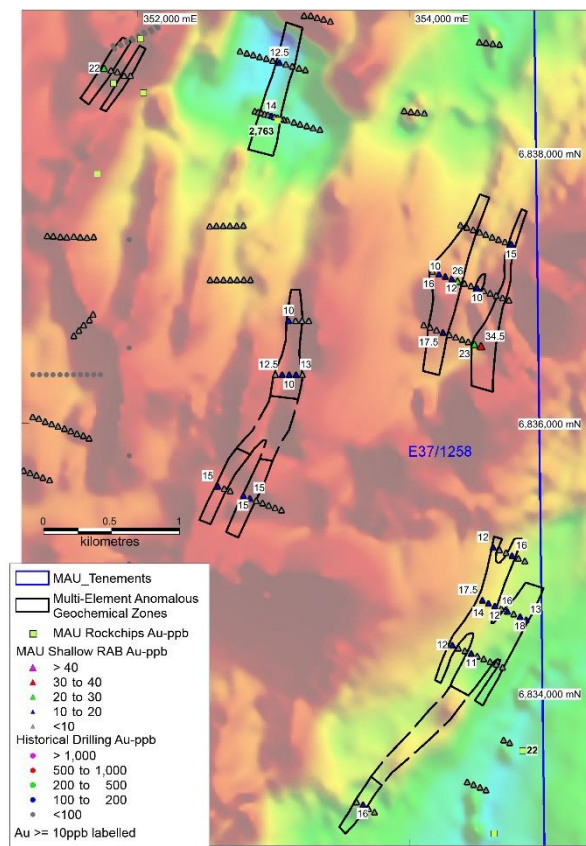 352,000 mE
354,000 mE
12.5
22
14
2,763
6,838,000 mN
15
10
26
16
12
10
10
17.5
34.5
23
12.5
13
10
6,836,000 mN
E37/1258
15
15
15
0
0.5
1
kilometres
12
16
17.5
16
14
12
13
18
12
11
6,834,000 mN
22
16
MAU_Tenements
Multi-Element Anomalous
Geochemical Zones
MAU Rockchips Au-ppb
MAU Shallow RAB Au-ppb
> 40
30 to 40
20 to 30
10 to 20
<10
Historical Drilling Au-ppb
> 1,000
500 to 1,000
200 to 500
100 to 200
<100
Au >= 10ppb labelled